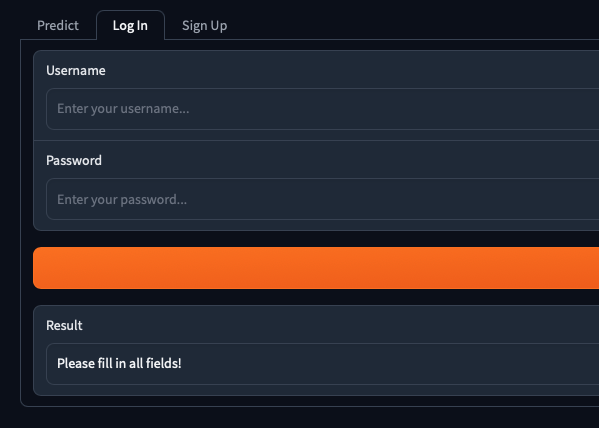 Predict Log In Sign Up
Username
Enter your username...
Password
Enter your password...
Result
Please fill in all fields!